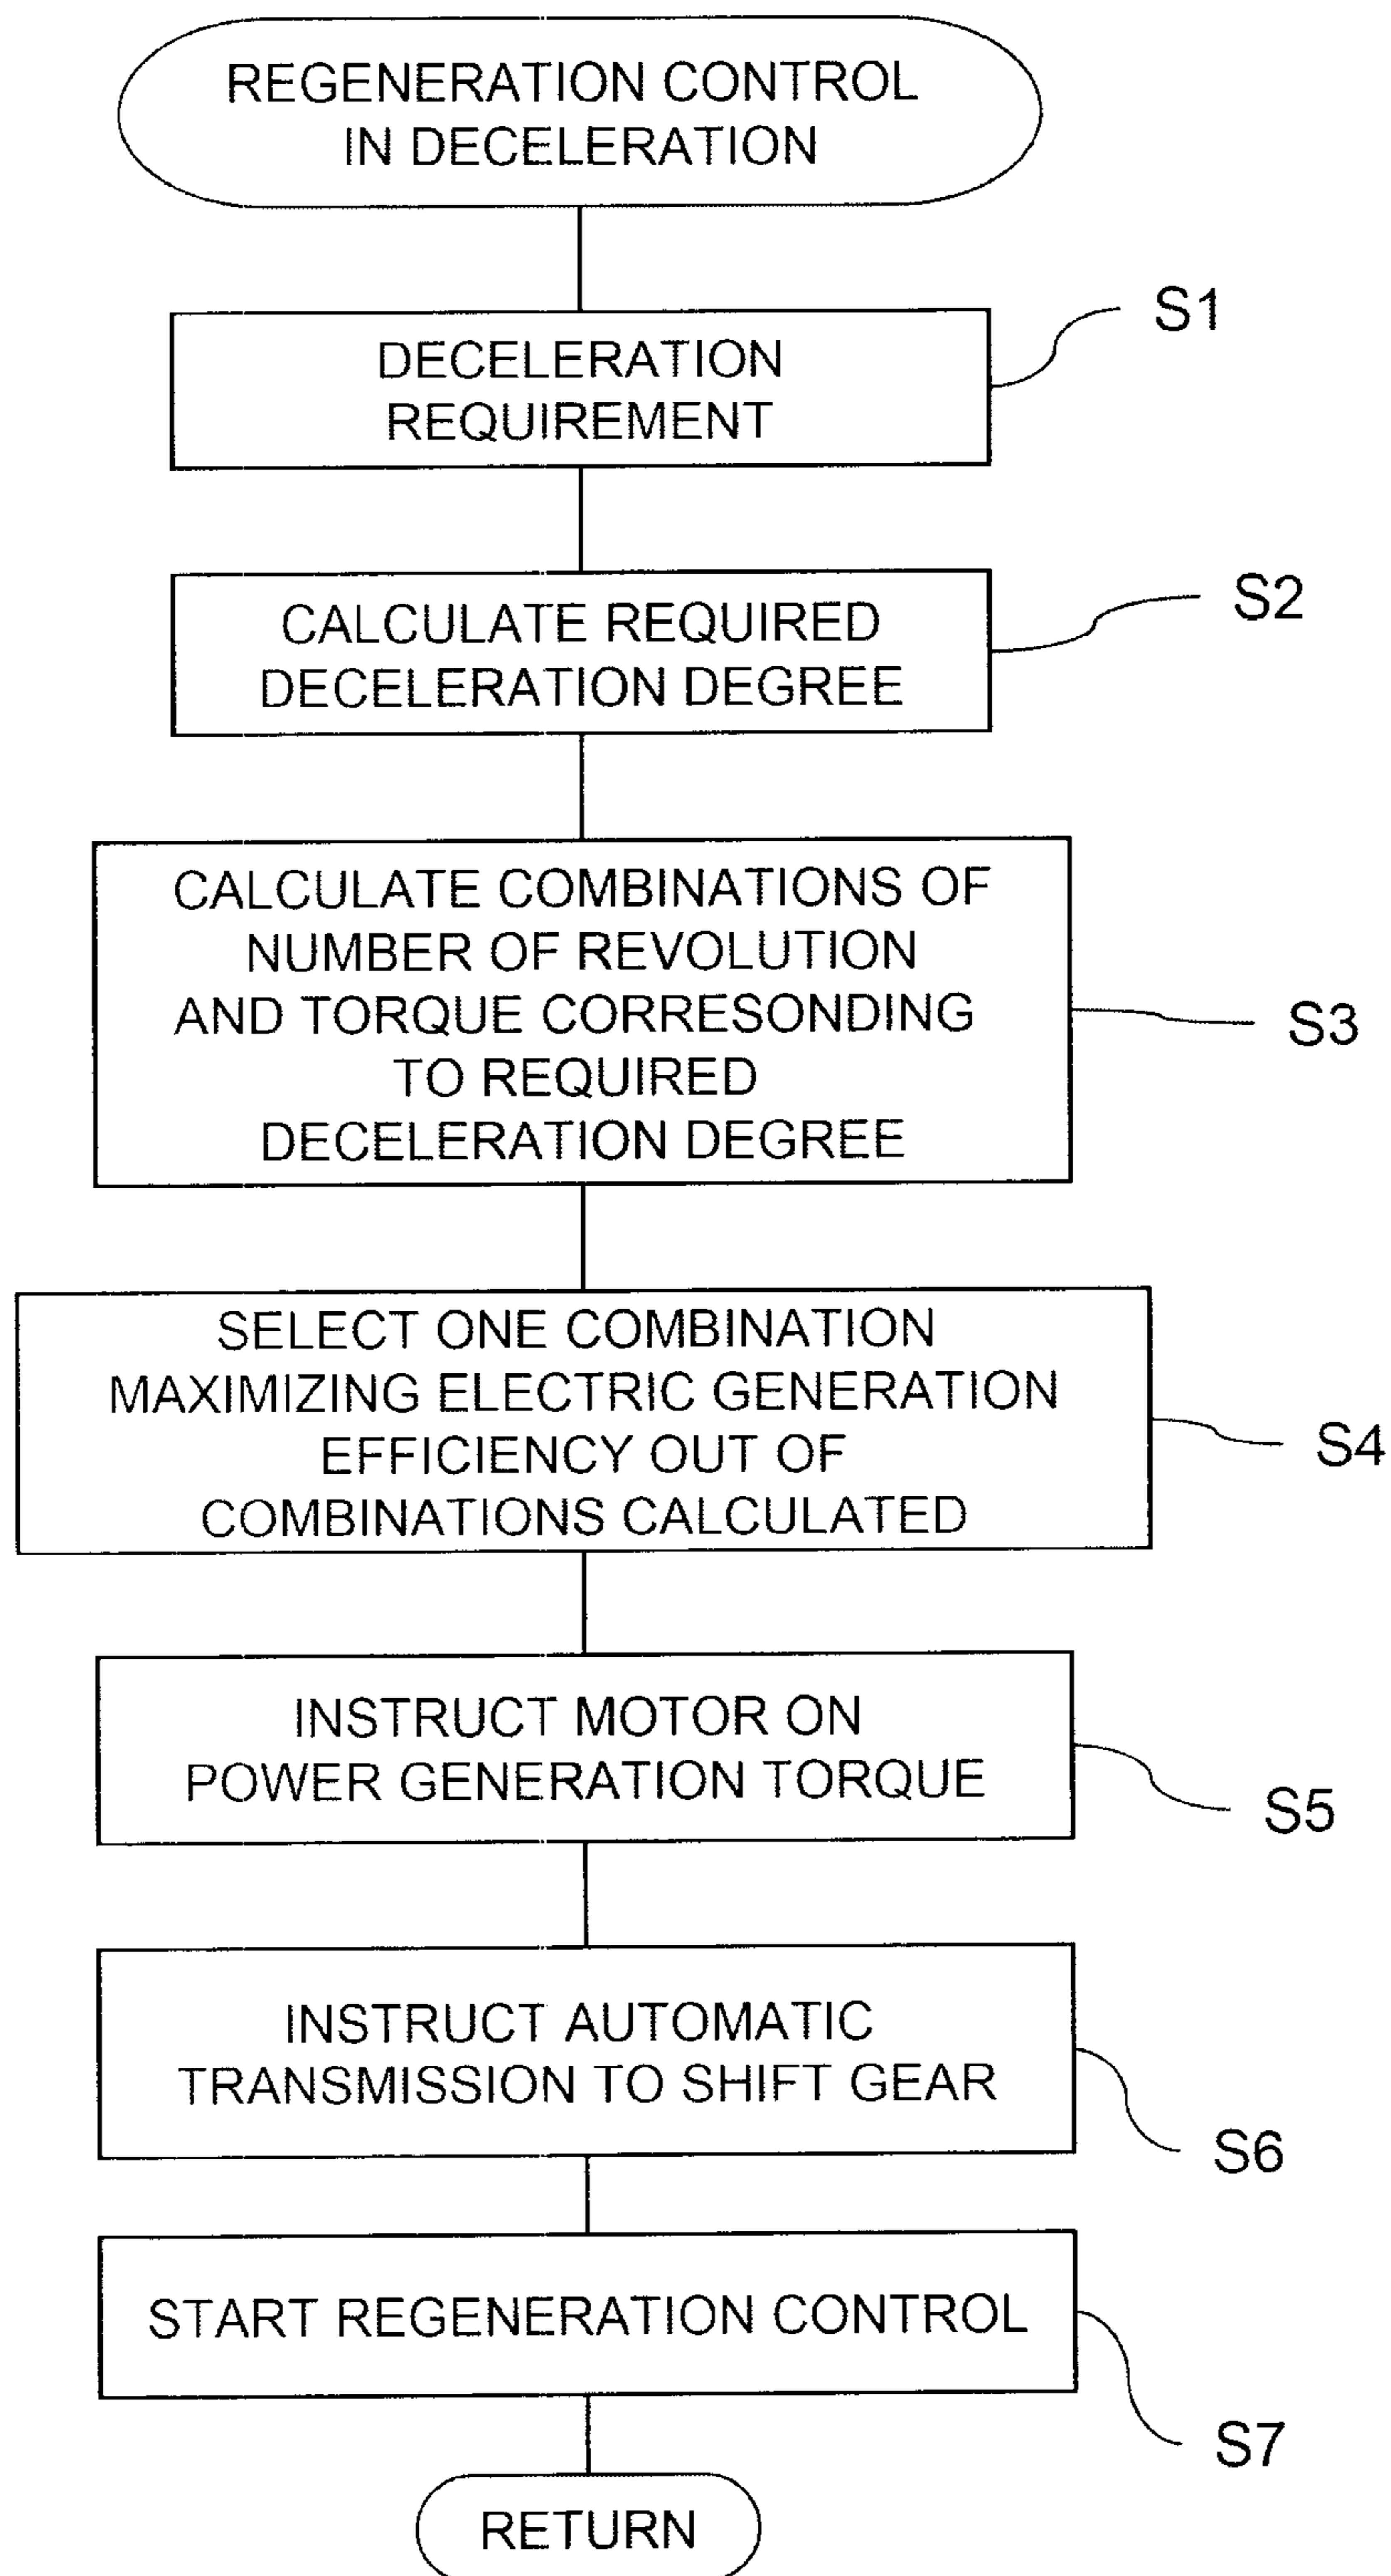 REGENERATION CONTROL
IN DECELERATION
DECELERATION
REQUIREMENT
S1
CALCULATE REQUIRED
DECELERATION DEGREE
S2
CALCULATE COMBINATIONS OF
NUMBER OF REVOLUTION
AND TORQUE CORRESONDING
TO REQUIRED
DECELERATION DEGREE
S3
SELECT ONE COMBINATION
MAXIMIZING ELECTRIC GENERATION
EFFICIENCY OUT OF
COMBINATIONS CALCULATED
S4
INSTRUCT MOTOR ON
POWER GENERATION TORQUE
S5
INSTRUCT AUTOMATIC
TRANSMISSION TO SHIFT GEAR
S6
START REGENERATION CONTROL
S7
RETURN